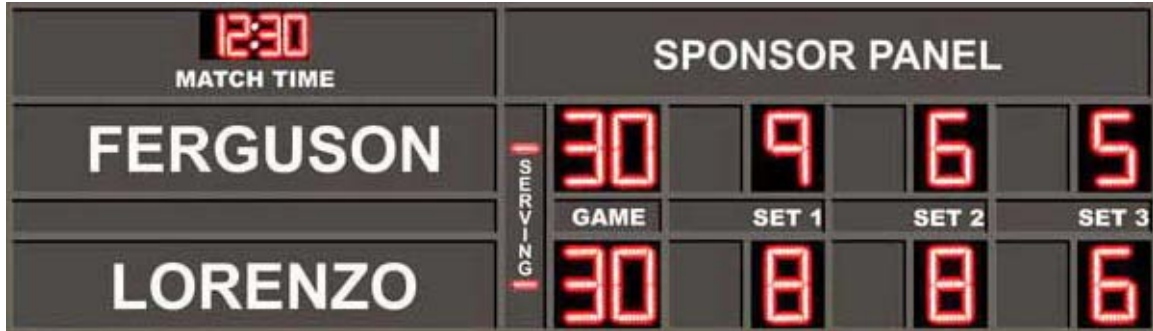 12:30
MATCH TIME
SPONSOR PANEL
FERGUSON
SERVING
30 9 6 5
GAME SET 1 SET 2 SET 3
LORENZO
30 8 8 6